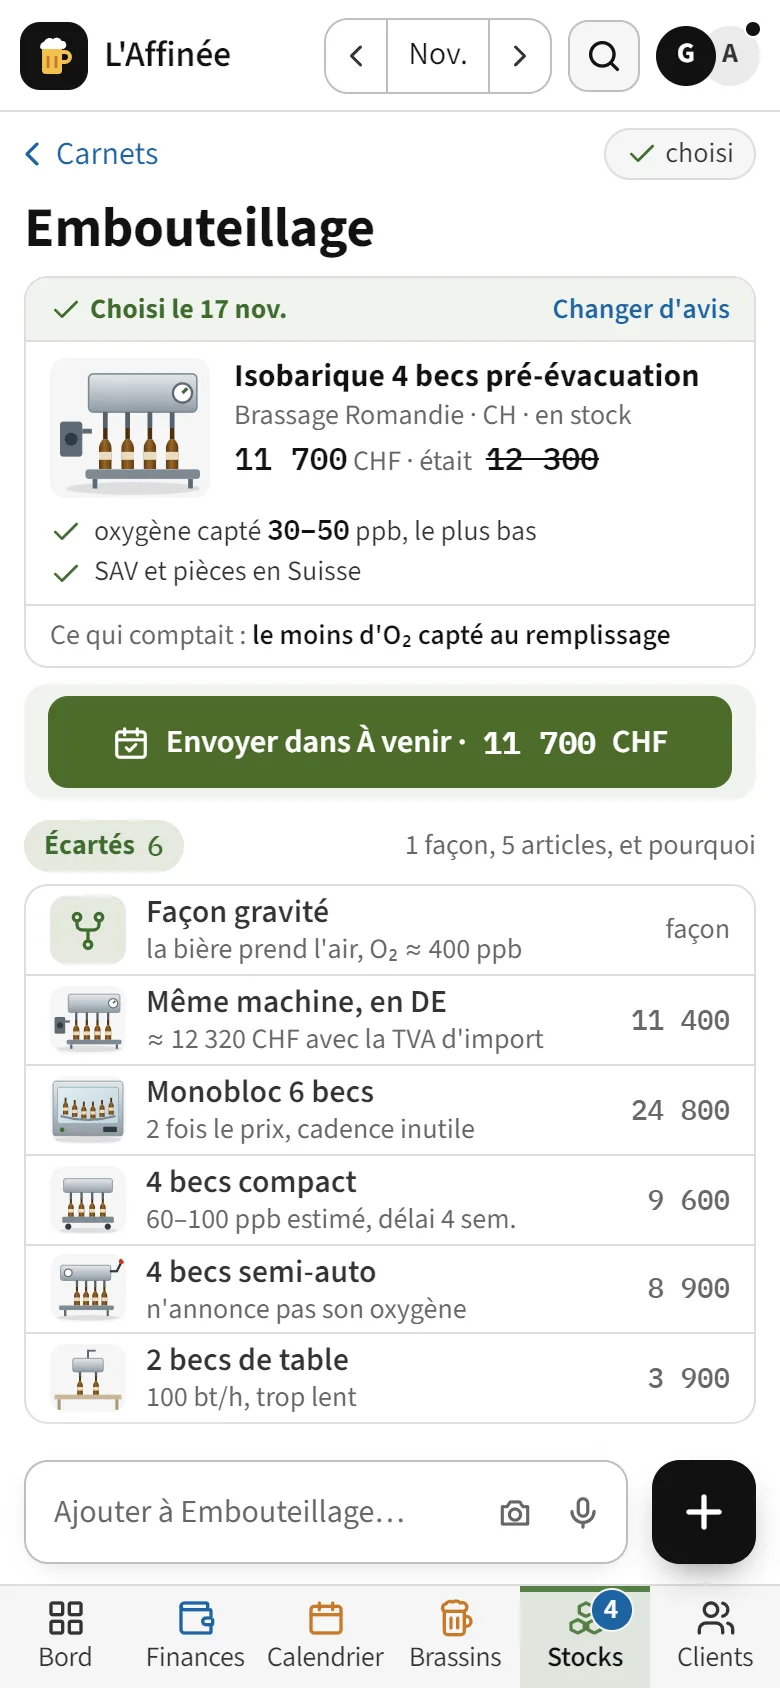 L'Affinée
Nov.
G
A
Carnets
choisi
Embouteillage
Choisi le 17 nov.
Changer d'avis
Isobarique 4 becs pré-évacuation
Brassage Romandie · CH · en stock
11 700 CHF · était 12 300
oxygène capté 30–50 ppb, le plus bas
SAV et pièces en Suisse
Ce qui comptait : le moins d'O₂ capté au remplissage
Envoyer dans À venir · 11 700 CHF
Écartés 6
1 façon, 5 articles, et pourquoi
Façon gravité
la bière prend l'air, O₂ ≈ 400 ppb
façon
Même machine, en DE
≈ 12 320 CHF avec la TVA d'import
11 400
Monobloc 6 becs
2 fois le prix, cadence inutile
24 800
4 becs compact
60–100 ppb estimé, délai 4 sem.
9 600
4 becs semi-auto
n'annonce pas son oxygène
8 900
2 becs de table
100 bt/h, trop lent
3 900
Ajouter à Embouteillage…
4
Bord
Finances
Calendrier
Brassins
Stocks
Clients